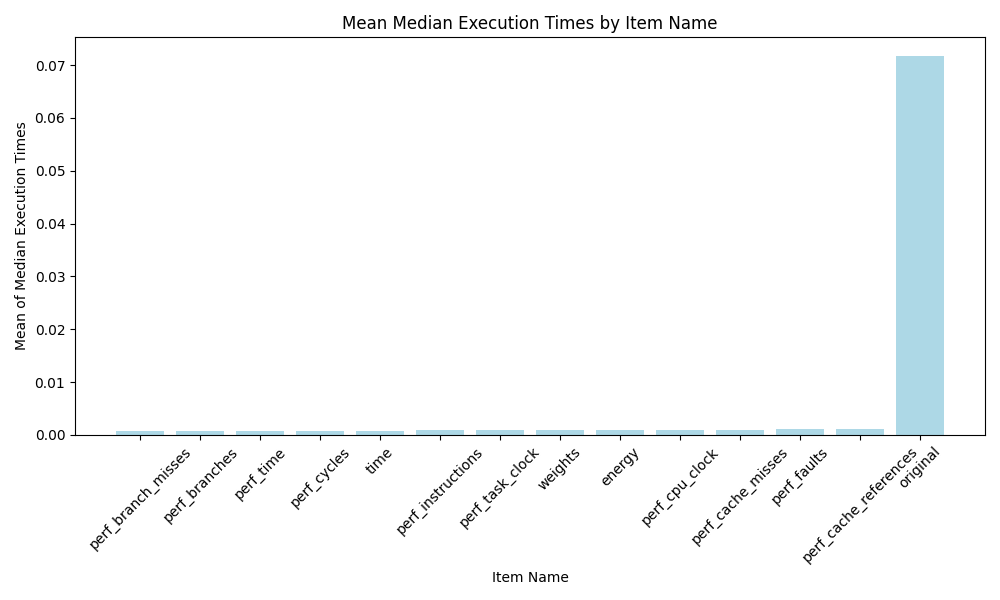 Mean Median Execution Times by Item Name
Mean of Median Execution Times
0.07
0.06
0.05
0.04
0.03
0.02
0.01
0.00
perf_branch_misses
perf_branches
perf_time
perf_cycles
time
perf_instructions
perf_task_clock
weights
energy
perf_cpu_clock
perf_cache_misses
perf_faults
perf_cache_references
original
Item Name